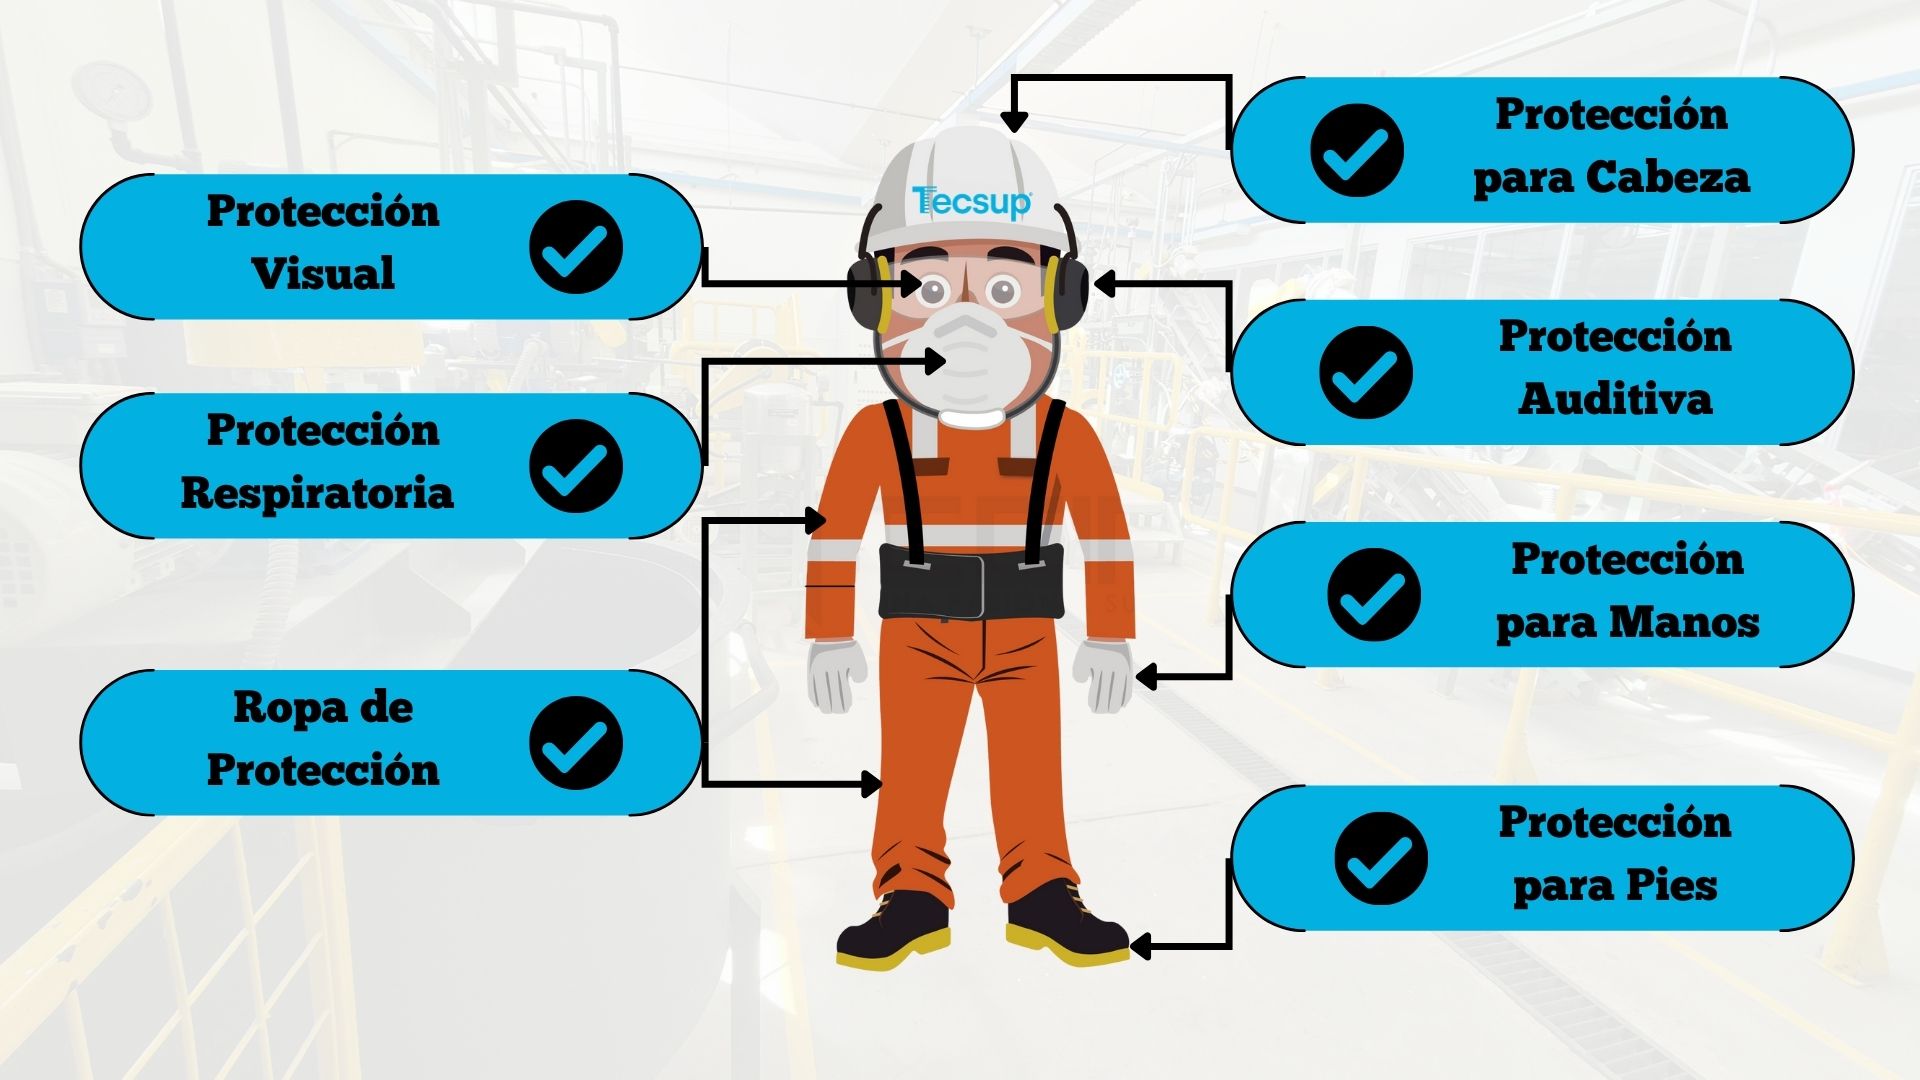 Protección
para Cabeza
Tecsup
Protección
Visual
Protección
Auditiva
Protección
Respiratoria
Protección
para Manos
Ropa de
Protección
Protección
para Pies